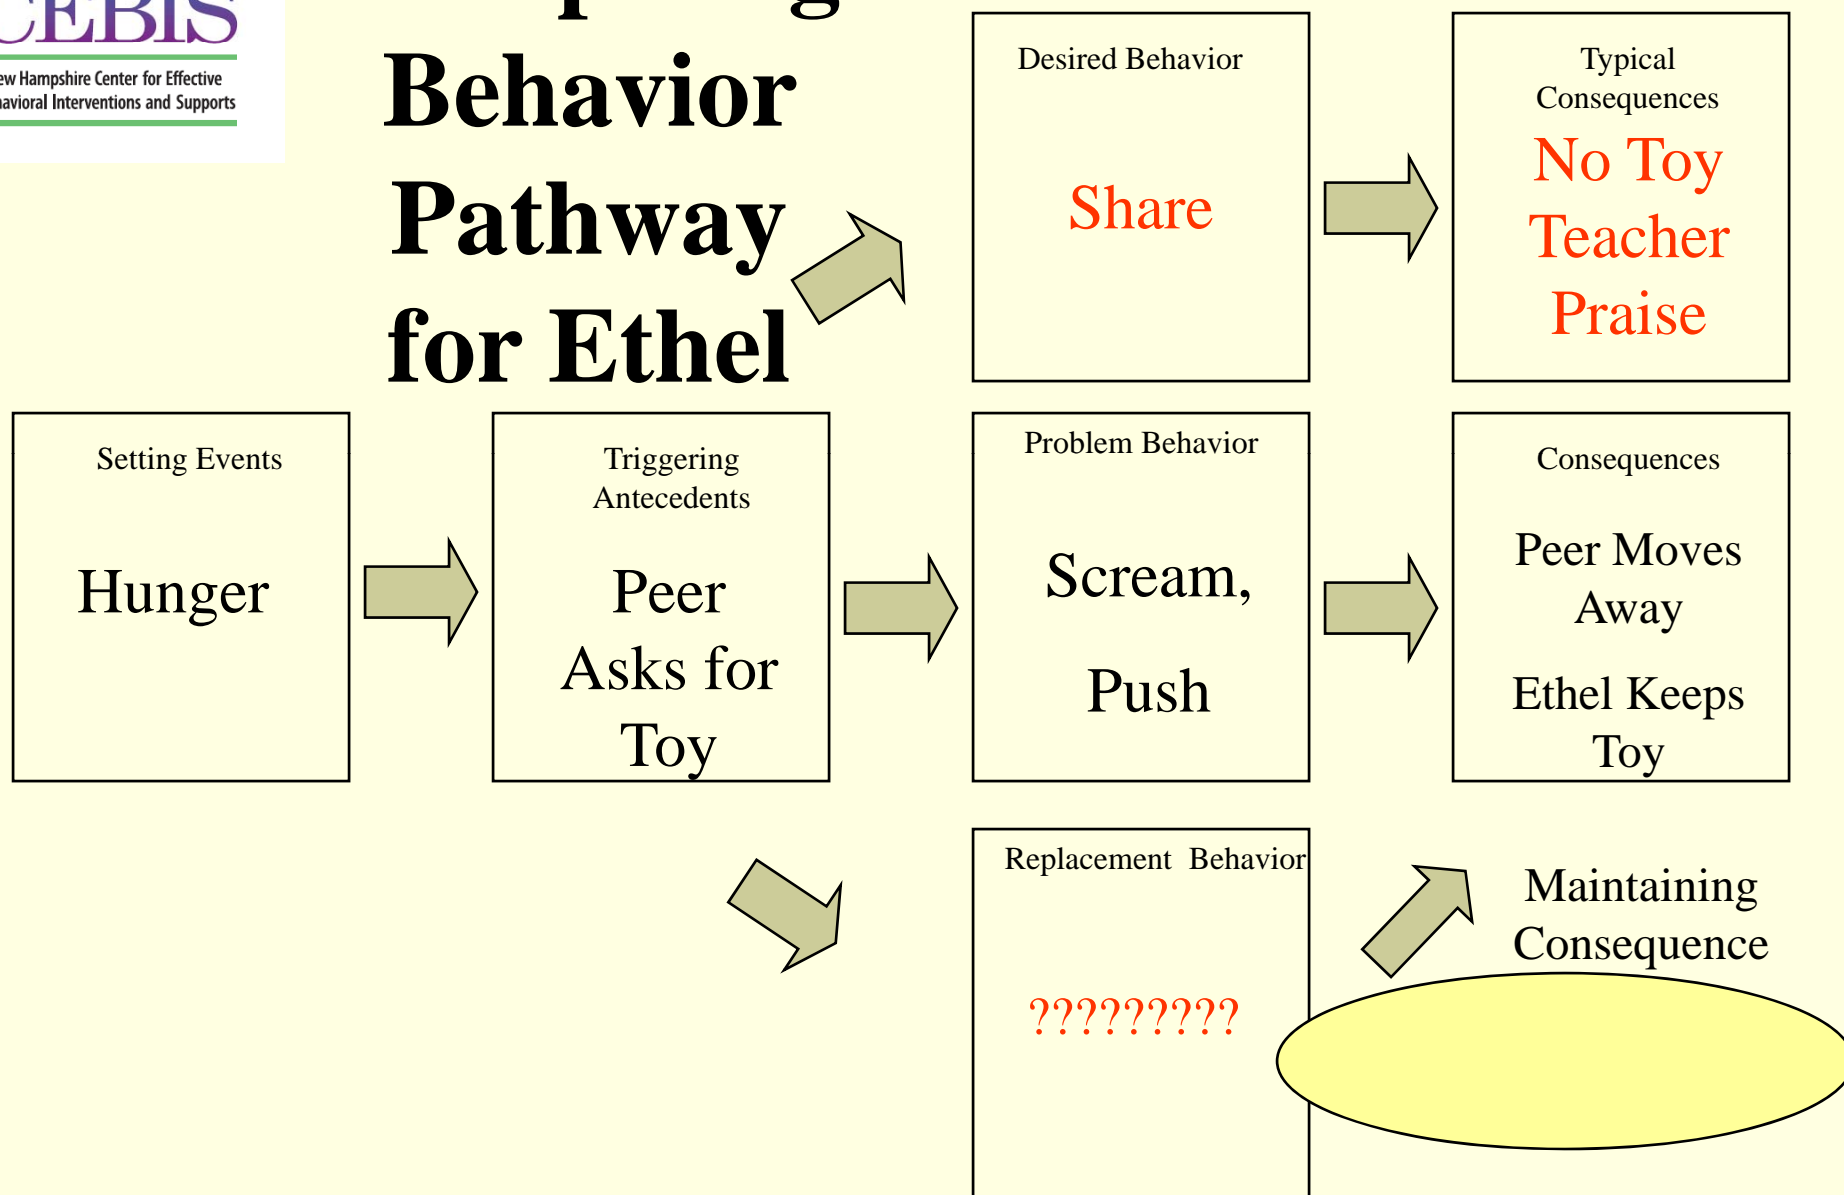 CEBIS
ew Hampshire Center for Effective
avioral Interventions and Supports
Behavior
Pathway
for Ethel
Desired Behavior
Share
Typical
Consequences
No Toy
Teacher
Praise
Setting Events
Hunger
Triggering
Antecedents
Peer
Asks for
Toy
Problem Behavior
Scream,
Push
Consequences
Peer Moves
Away
Ethel Keeps
Toy
Replacement Behavior
?????????
Maintaining
Consequence